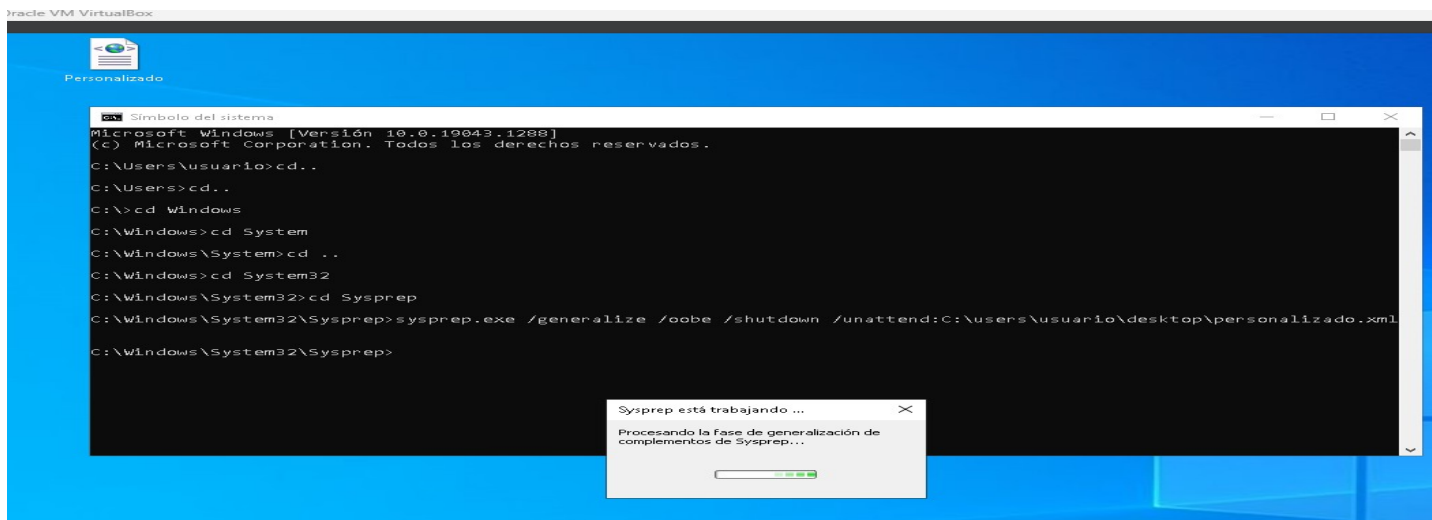 Oracle VM VirtualBox
Personalizado
Símbolo del sistema
Microsoft Windows [Versión 10.0.19043.1288]
(c) Microsoft Corporation. Todos los derechos reservados.
C:\Users\usuario>cd..
C:\Users>cd..
C:\>cd Windows
C:\Windows>cd System
C:\Windows\System>cd ..
C:\Windows>cd System32
C:\Windows\System32>cd Sysprep
C:\Windows\System32\Sysprep>sysprep.exe /generalize /oobe /shutdown /unattend:C:\users\usuario\desktop\personalizado.xml
C:\Windows\System32\Sysprep>
Sysprep está trabajando ...
Procesando la fase de generalización de
complementos de Sysprep...